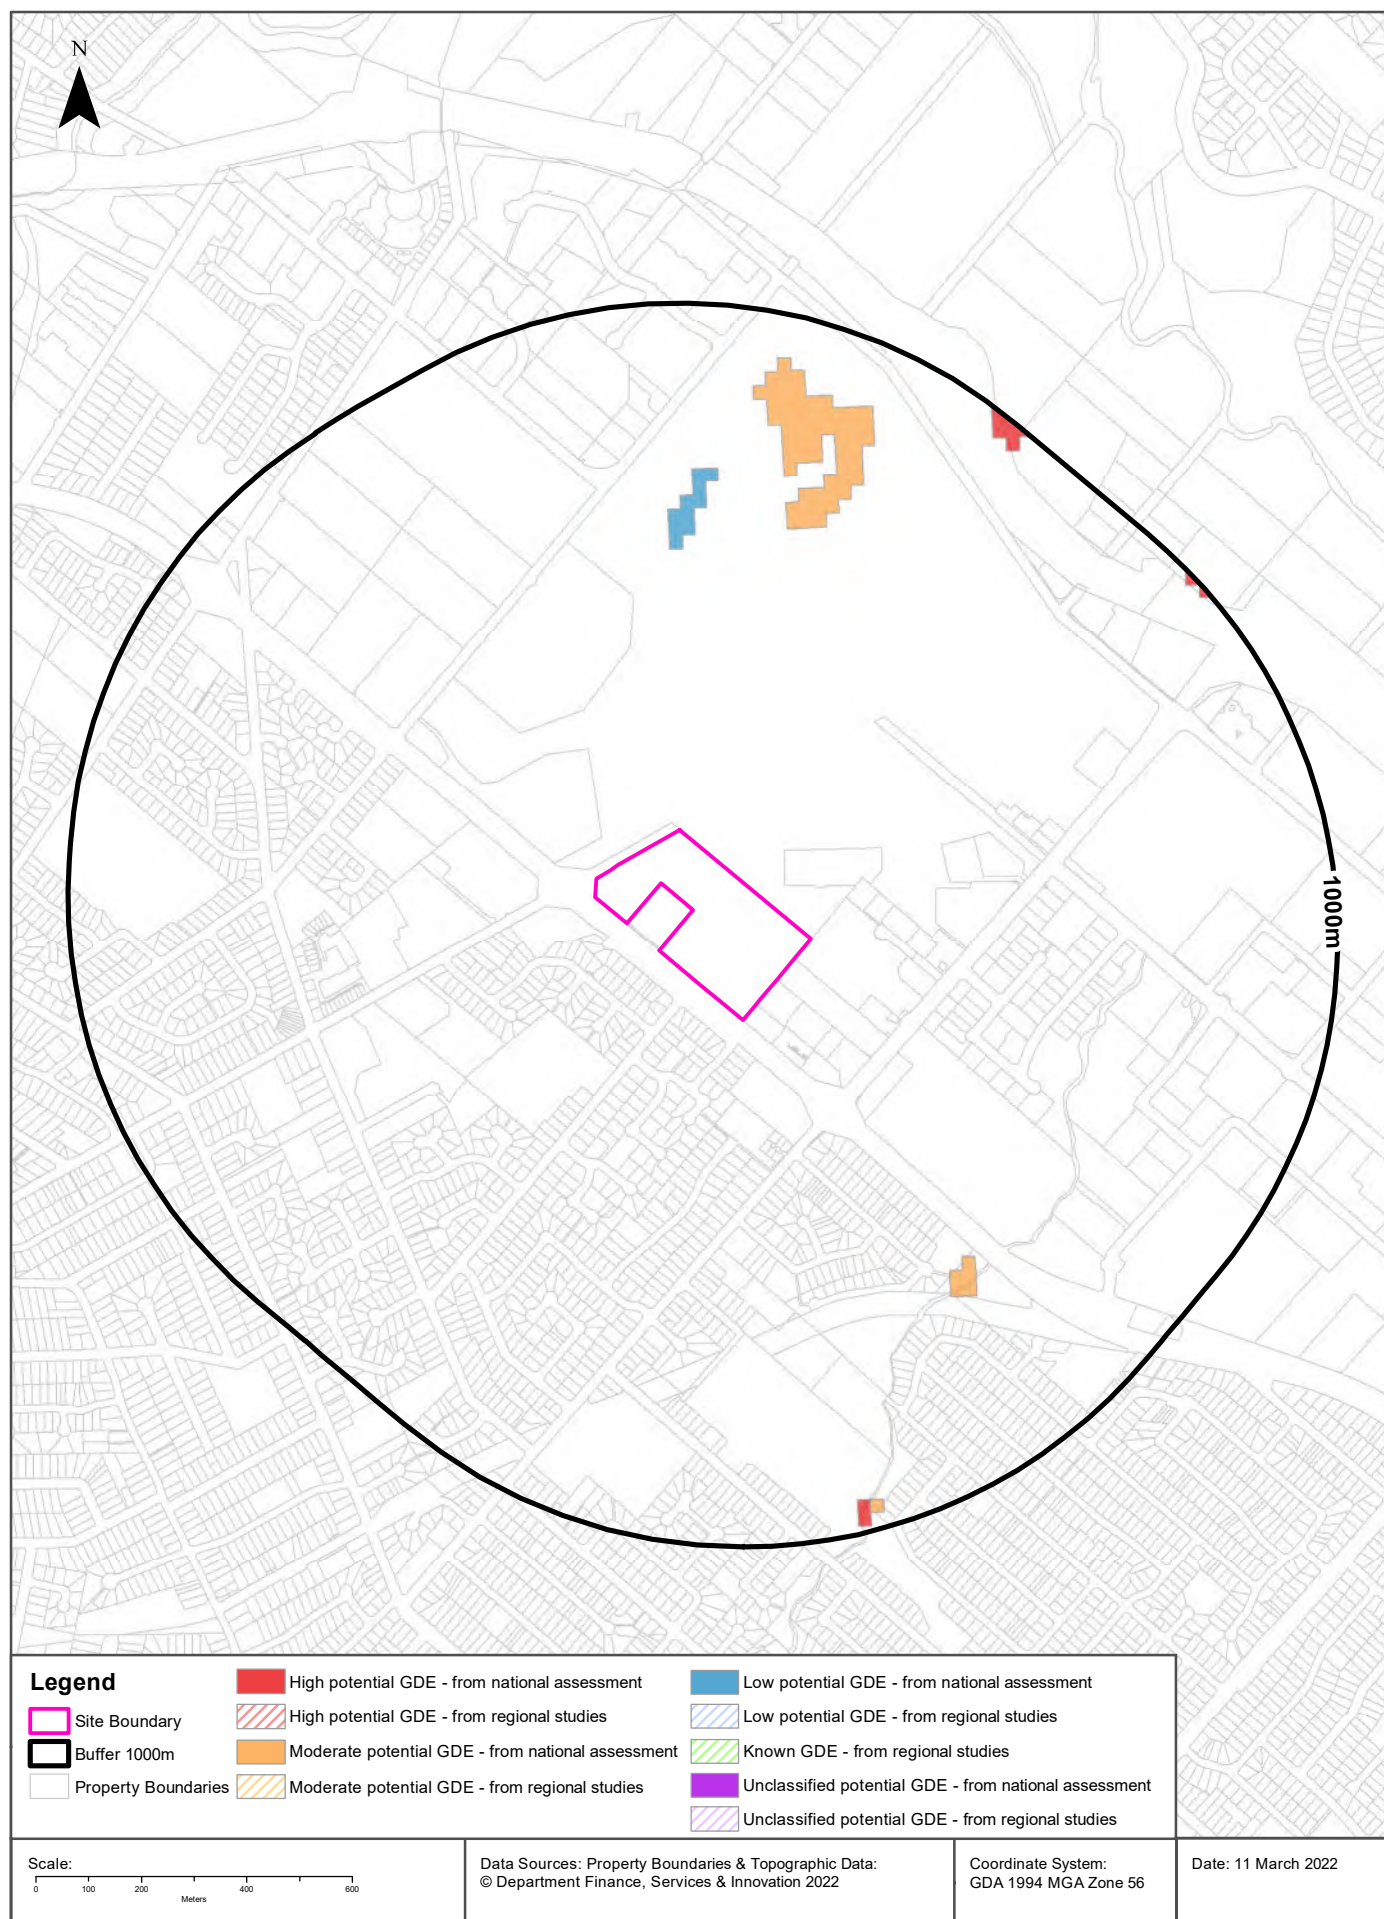 N
1000m
Legend
Site Boundary
Buffer 1000m
Property Boundaries
High potential GDE - from national assessment
High potential GDE - from regional studies
Moderate potential GDE - from national assessment
Moderate potential GDE - from regional studies
Low potential GDE - from national assessment
Low potential GDE - from regional studies
Known GDE - from regional studies
Unclassified potential GDE - from national assessment
Unclassified potential GDE - from regional studies
Scale:
0 100 200 400 600
Meters
Data Sources: Property Boundaries & Topographic Data:
© Department Finance, Services & Innovation 2022
Coordinate System:
GDA 1994 MGA Zone 56
Date: 11 March 2022